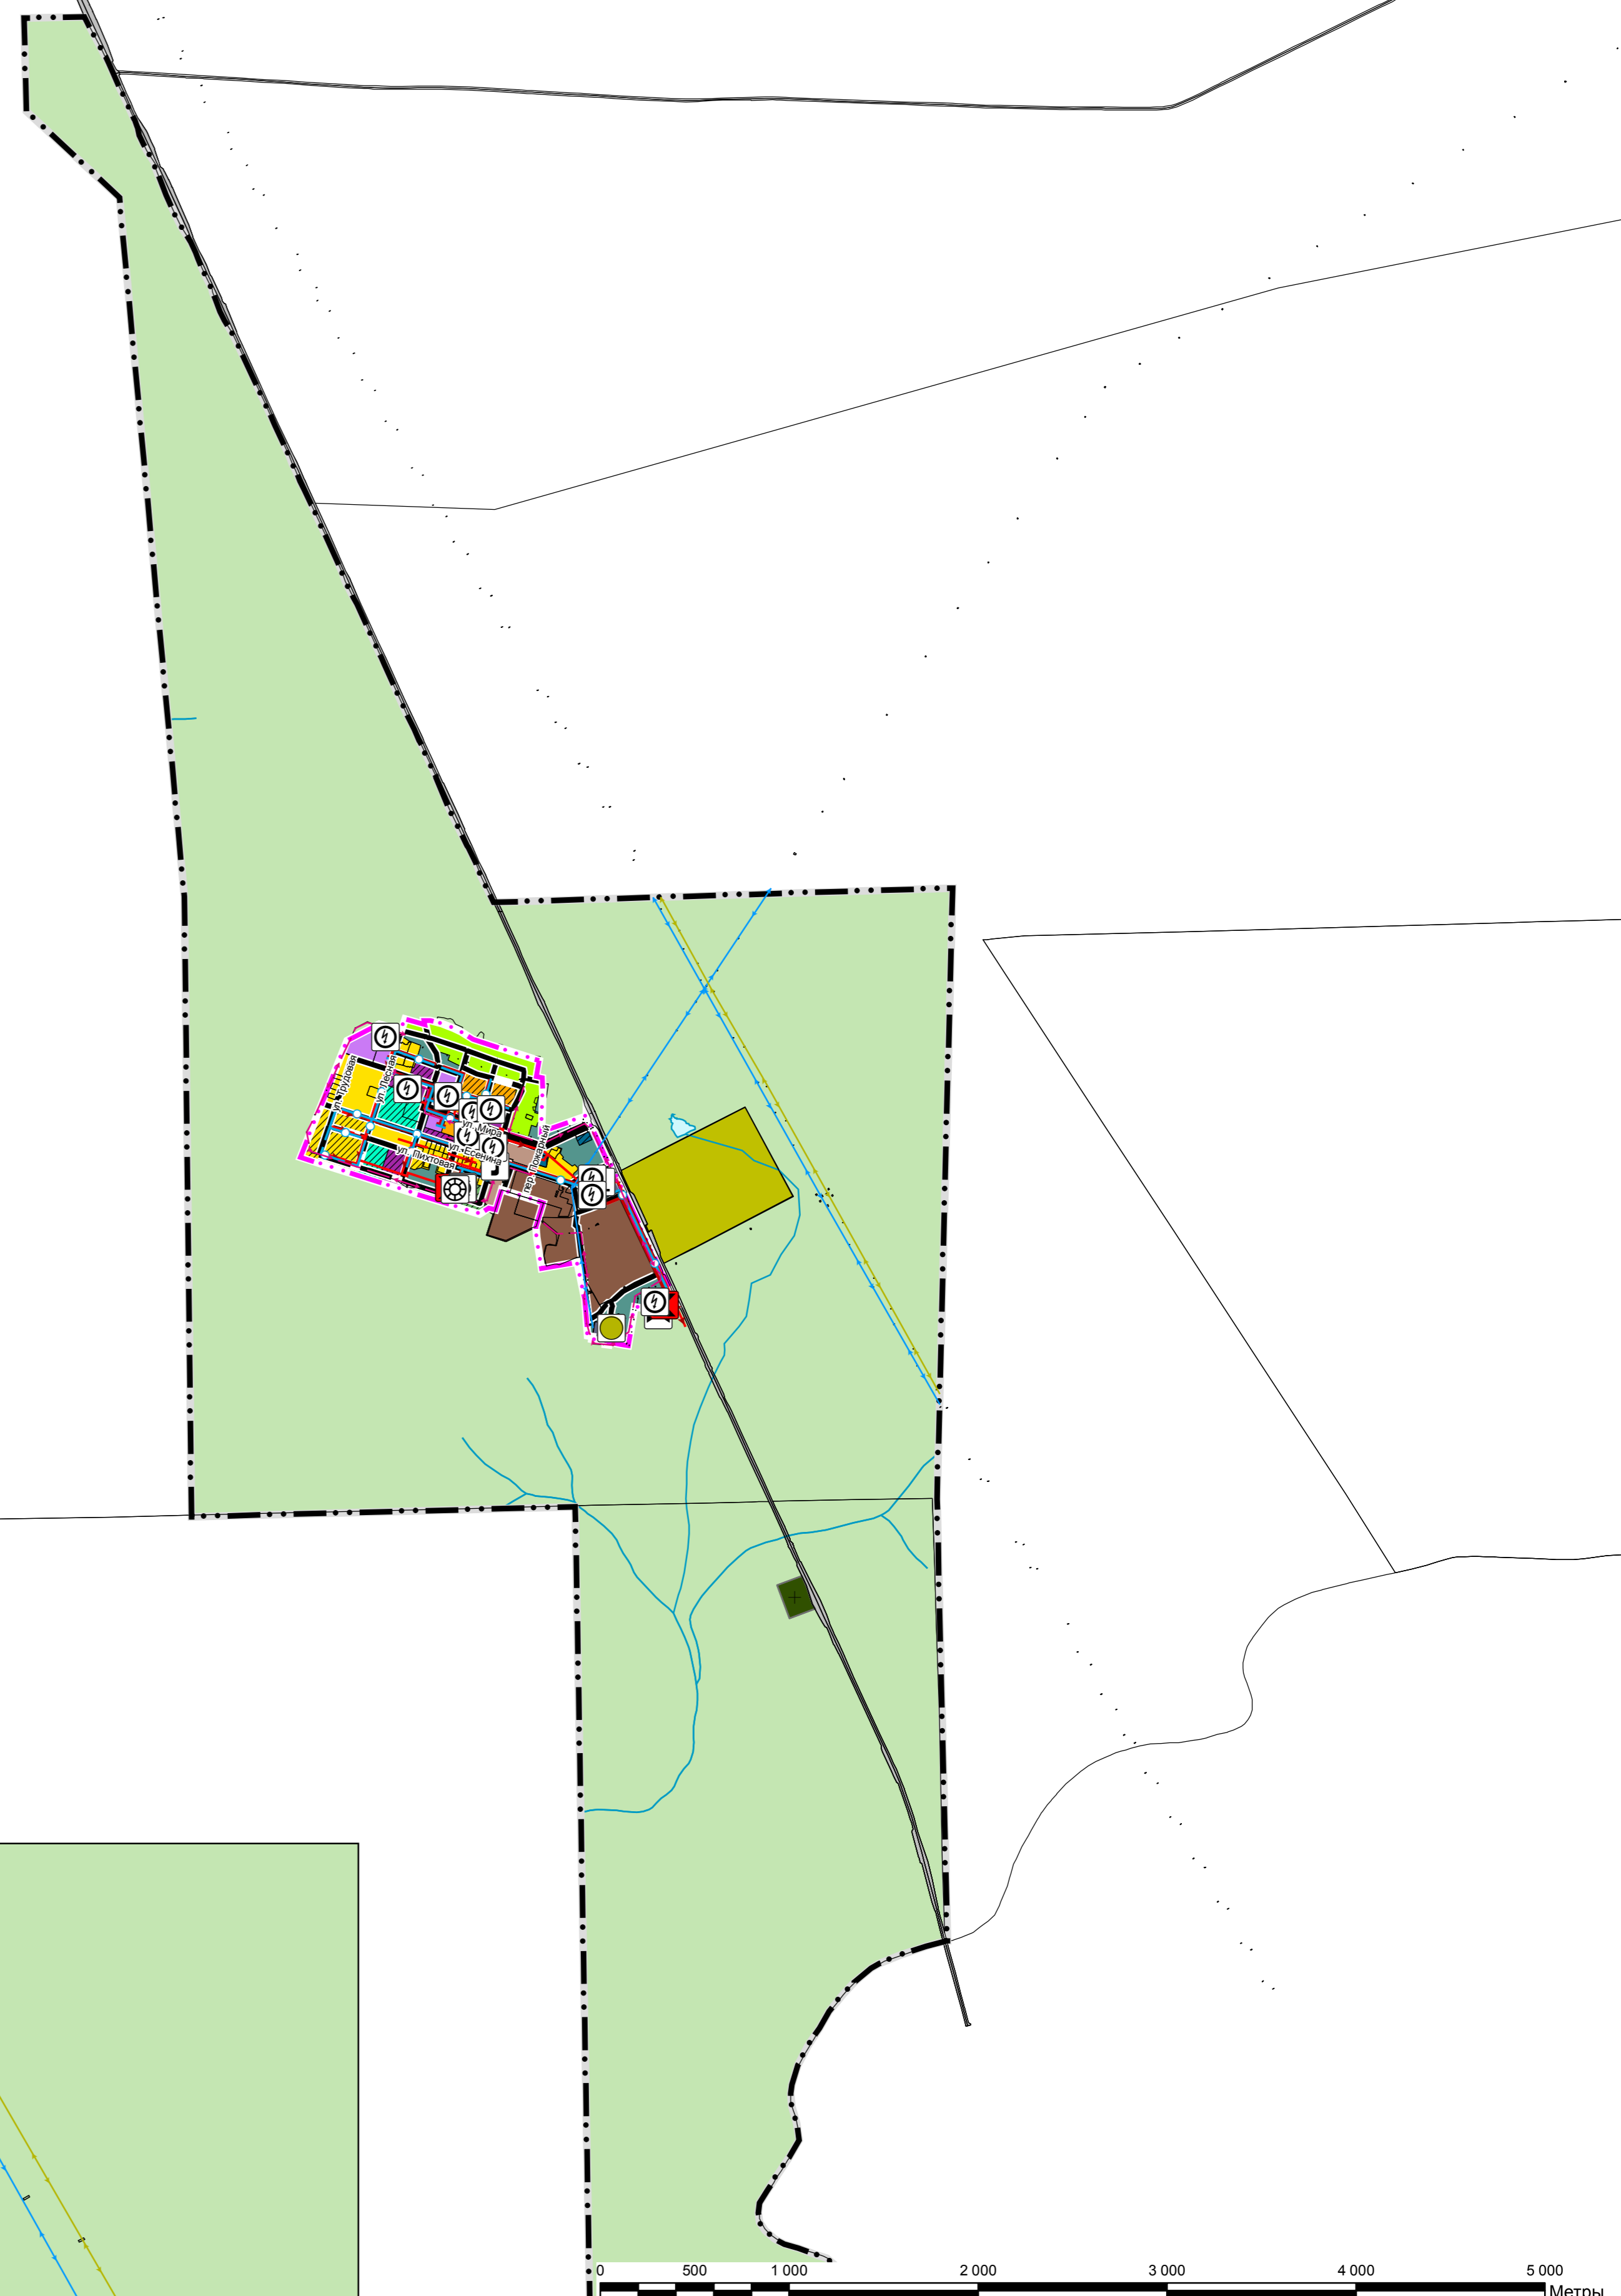 ул. Трудовая
ул. Лесная
ул. Мира
ул. Есенина
ул. Пихтовая
пер. Пожарный
0 500 1 000 2 000 3 000 4 000 5 000
Метры